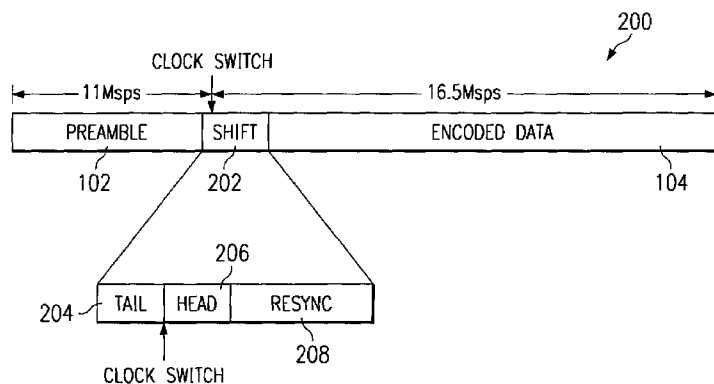 200
CLOCK SWITCH
11Msps 16.5Msps
PREAMBLE SHIFT ENCODED DATA
102 202 104
206
204 TAIL HEAD RESYNC
208
CLOCK SWITCH